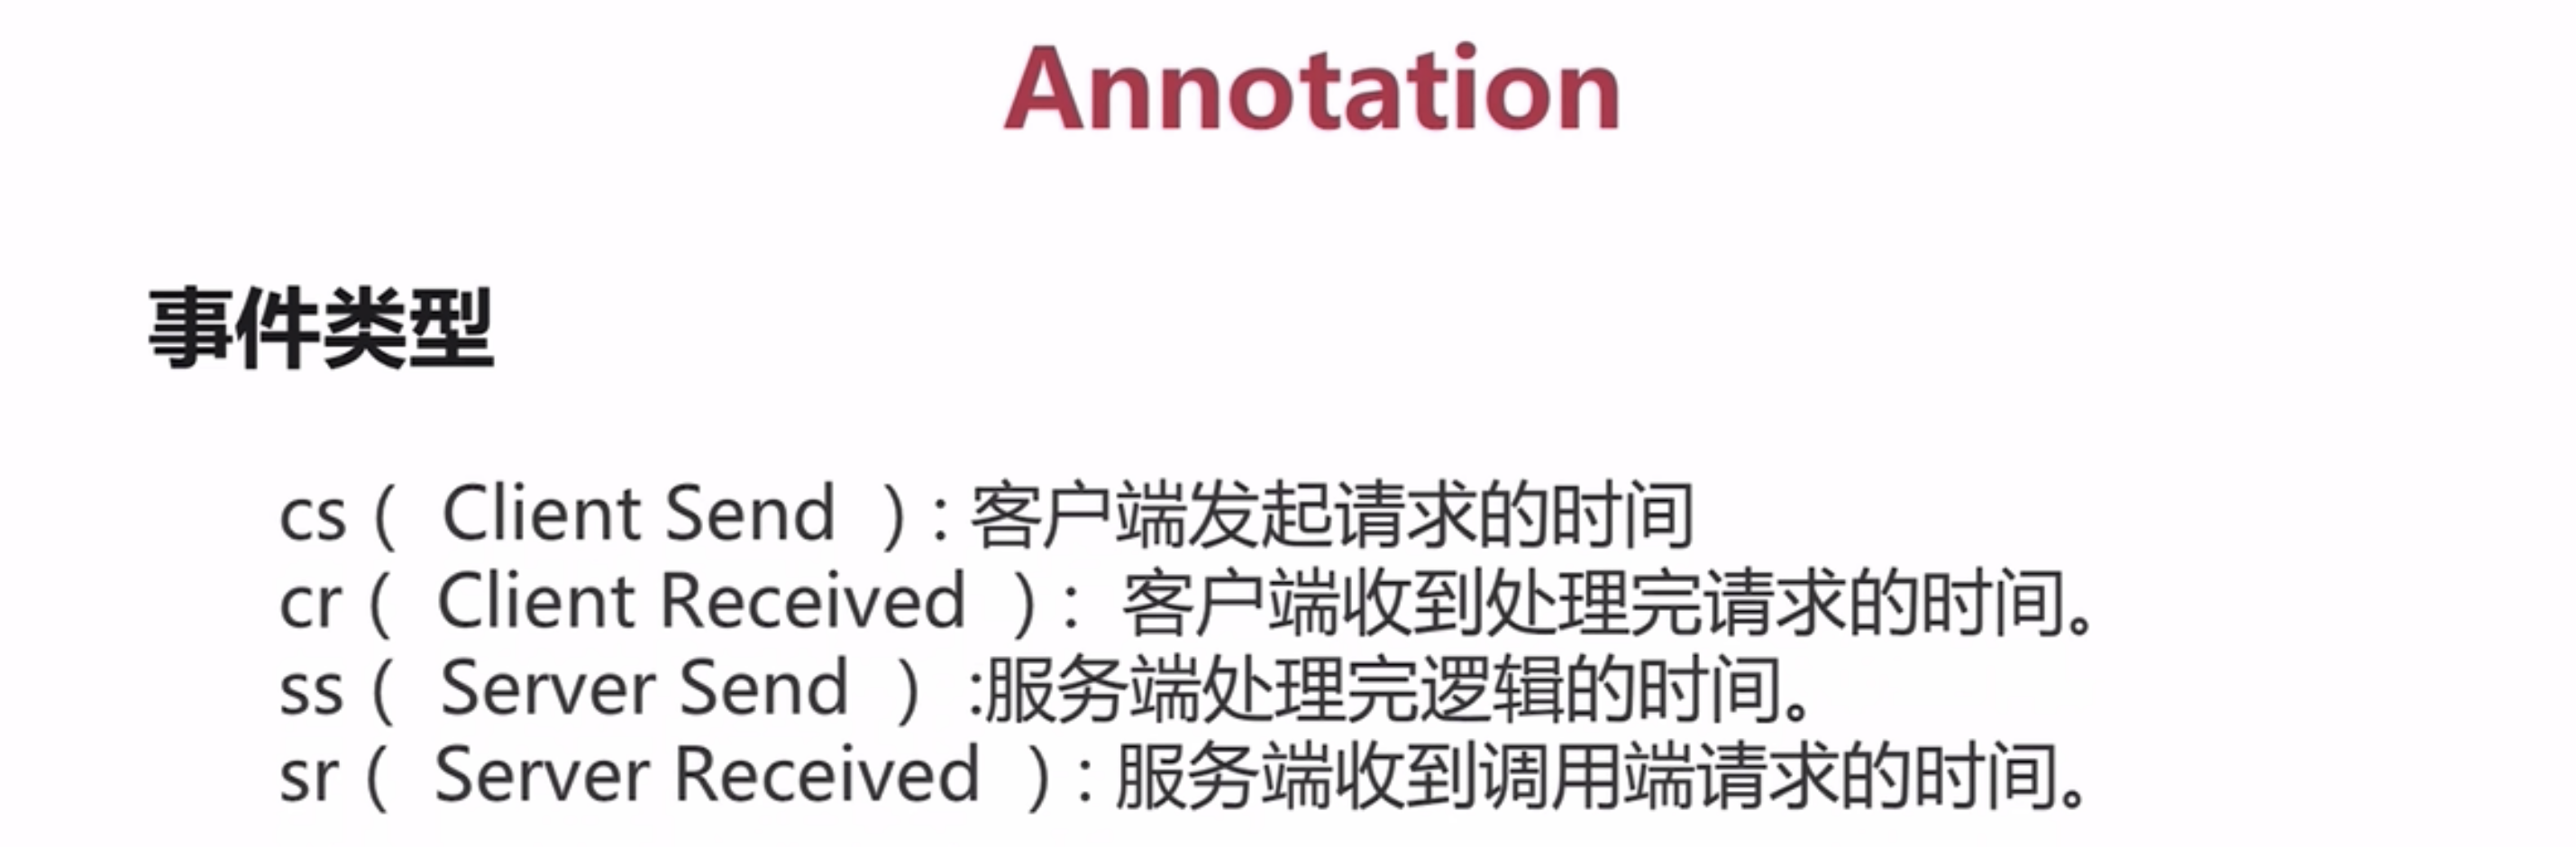 Annotation
事件类型
cs（ Client Send ）: 客户端发起请求的时间
cr（ Client Received ）： 客户端收到处理完请求的时间。
ss（ Server Send ） :服务端处理完逻辑的时间。
sr（ Server Received ）: 服务端收到调用端请求的时间。